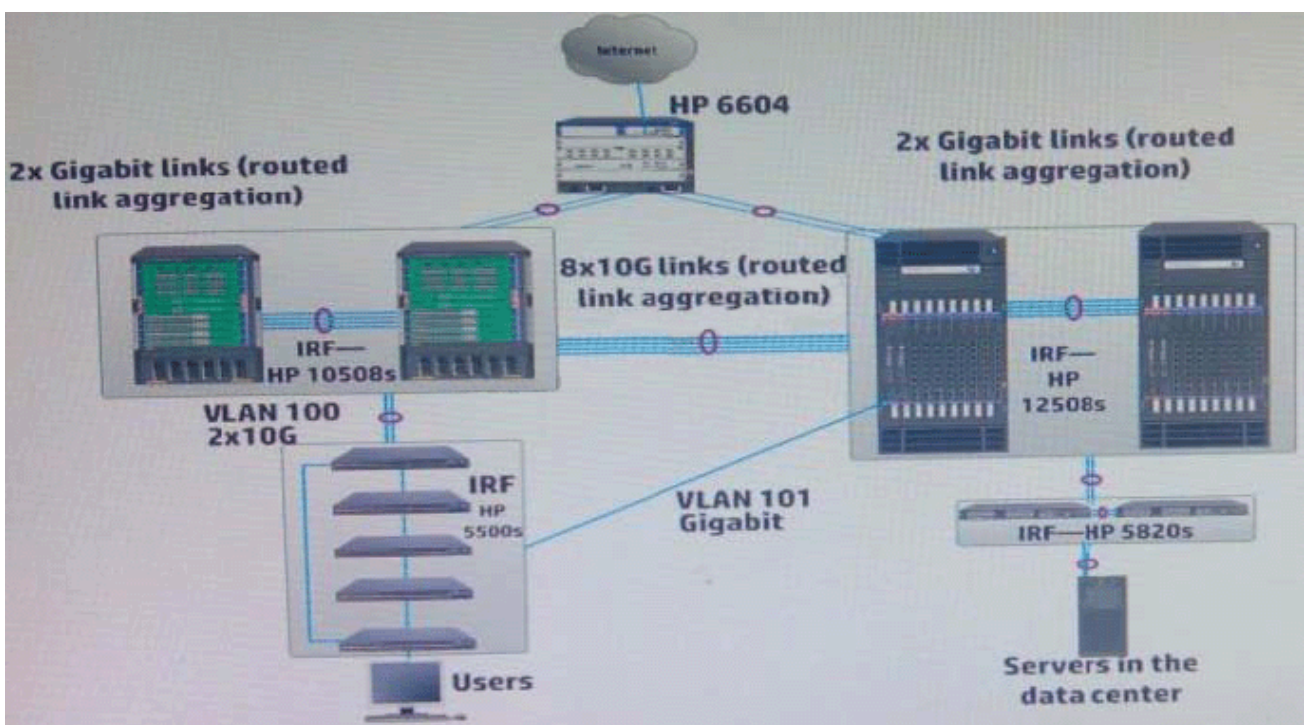 Internet
HP 6604
2x Gigabit links (routed
link aggregation)
2x Gigabit links (routed
link aggregation)
8x10G links (routed
link aggregation)
IRF—
HP 10508s
IRF—
HP
12508s
VLAN 100
2x10G
IRF
HP
5500s
VLAN 101
Gigabit
IRF—HP 5820s
Users
Servers in the
data center